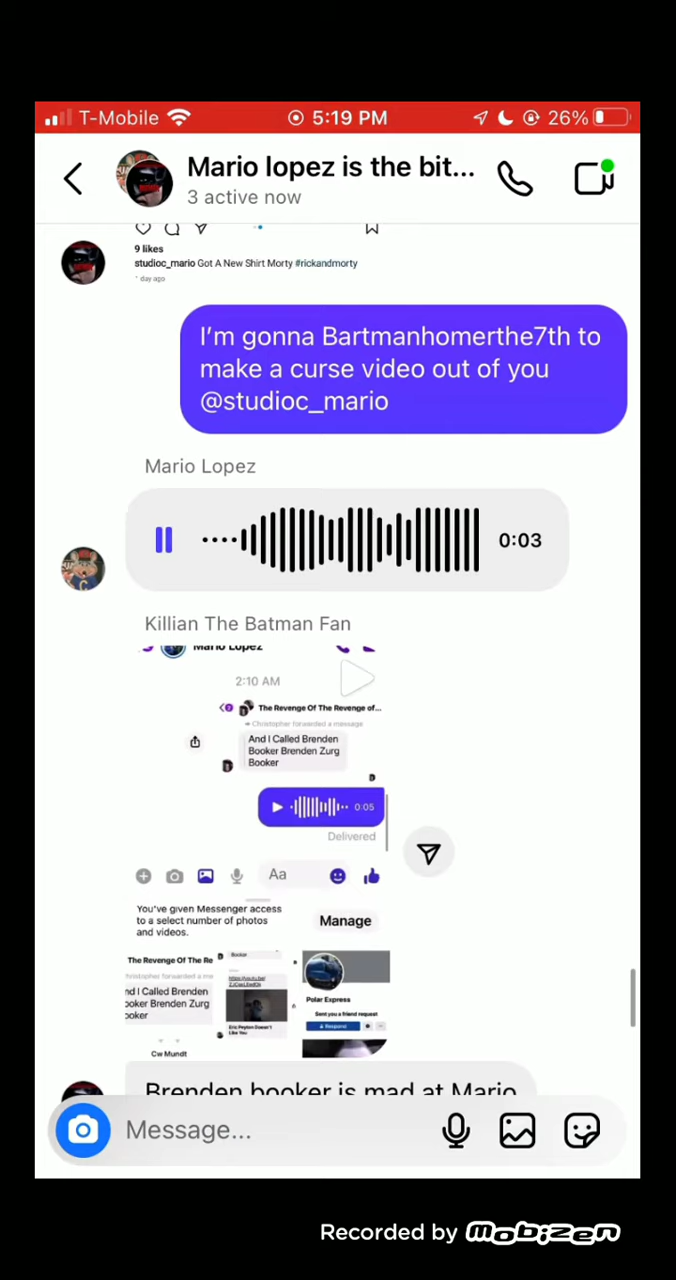 T-Mobile 5:19 PM 26%
Mario lopez is the bit...
3 active now
9 likes
studioc_mario Got A New Shirt Morty #rickandmorty
day ago
I'm gonna Bartmanhomerthe7th to
make a curse video out of you
@studioc_mario
Mario Lopez
0:03
Killian The Batman Fan
Mario Lopez
2:10 AM
The Revenge Of The Revenge of...
Christopher forwarded a message
And I Called Brenden
Booker Brenden Zurg
Booker
0:05
Delivered
Aa
You've given Messenger access
to a select number of photos
and videos.
Manage
The Revenge Of The Re
hristopher forwarded a me
nd I Called Brenden
ooker Brenden Zurg
ooker
Cw Mundt
Booker
Eric Peyton Doesn't
Like You
Polar Express
Sent you a friend request
Respond
Brenden booker is mad at Mario
Message...
Recorded by mobizen